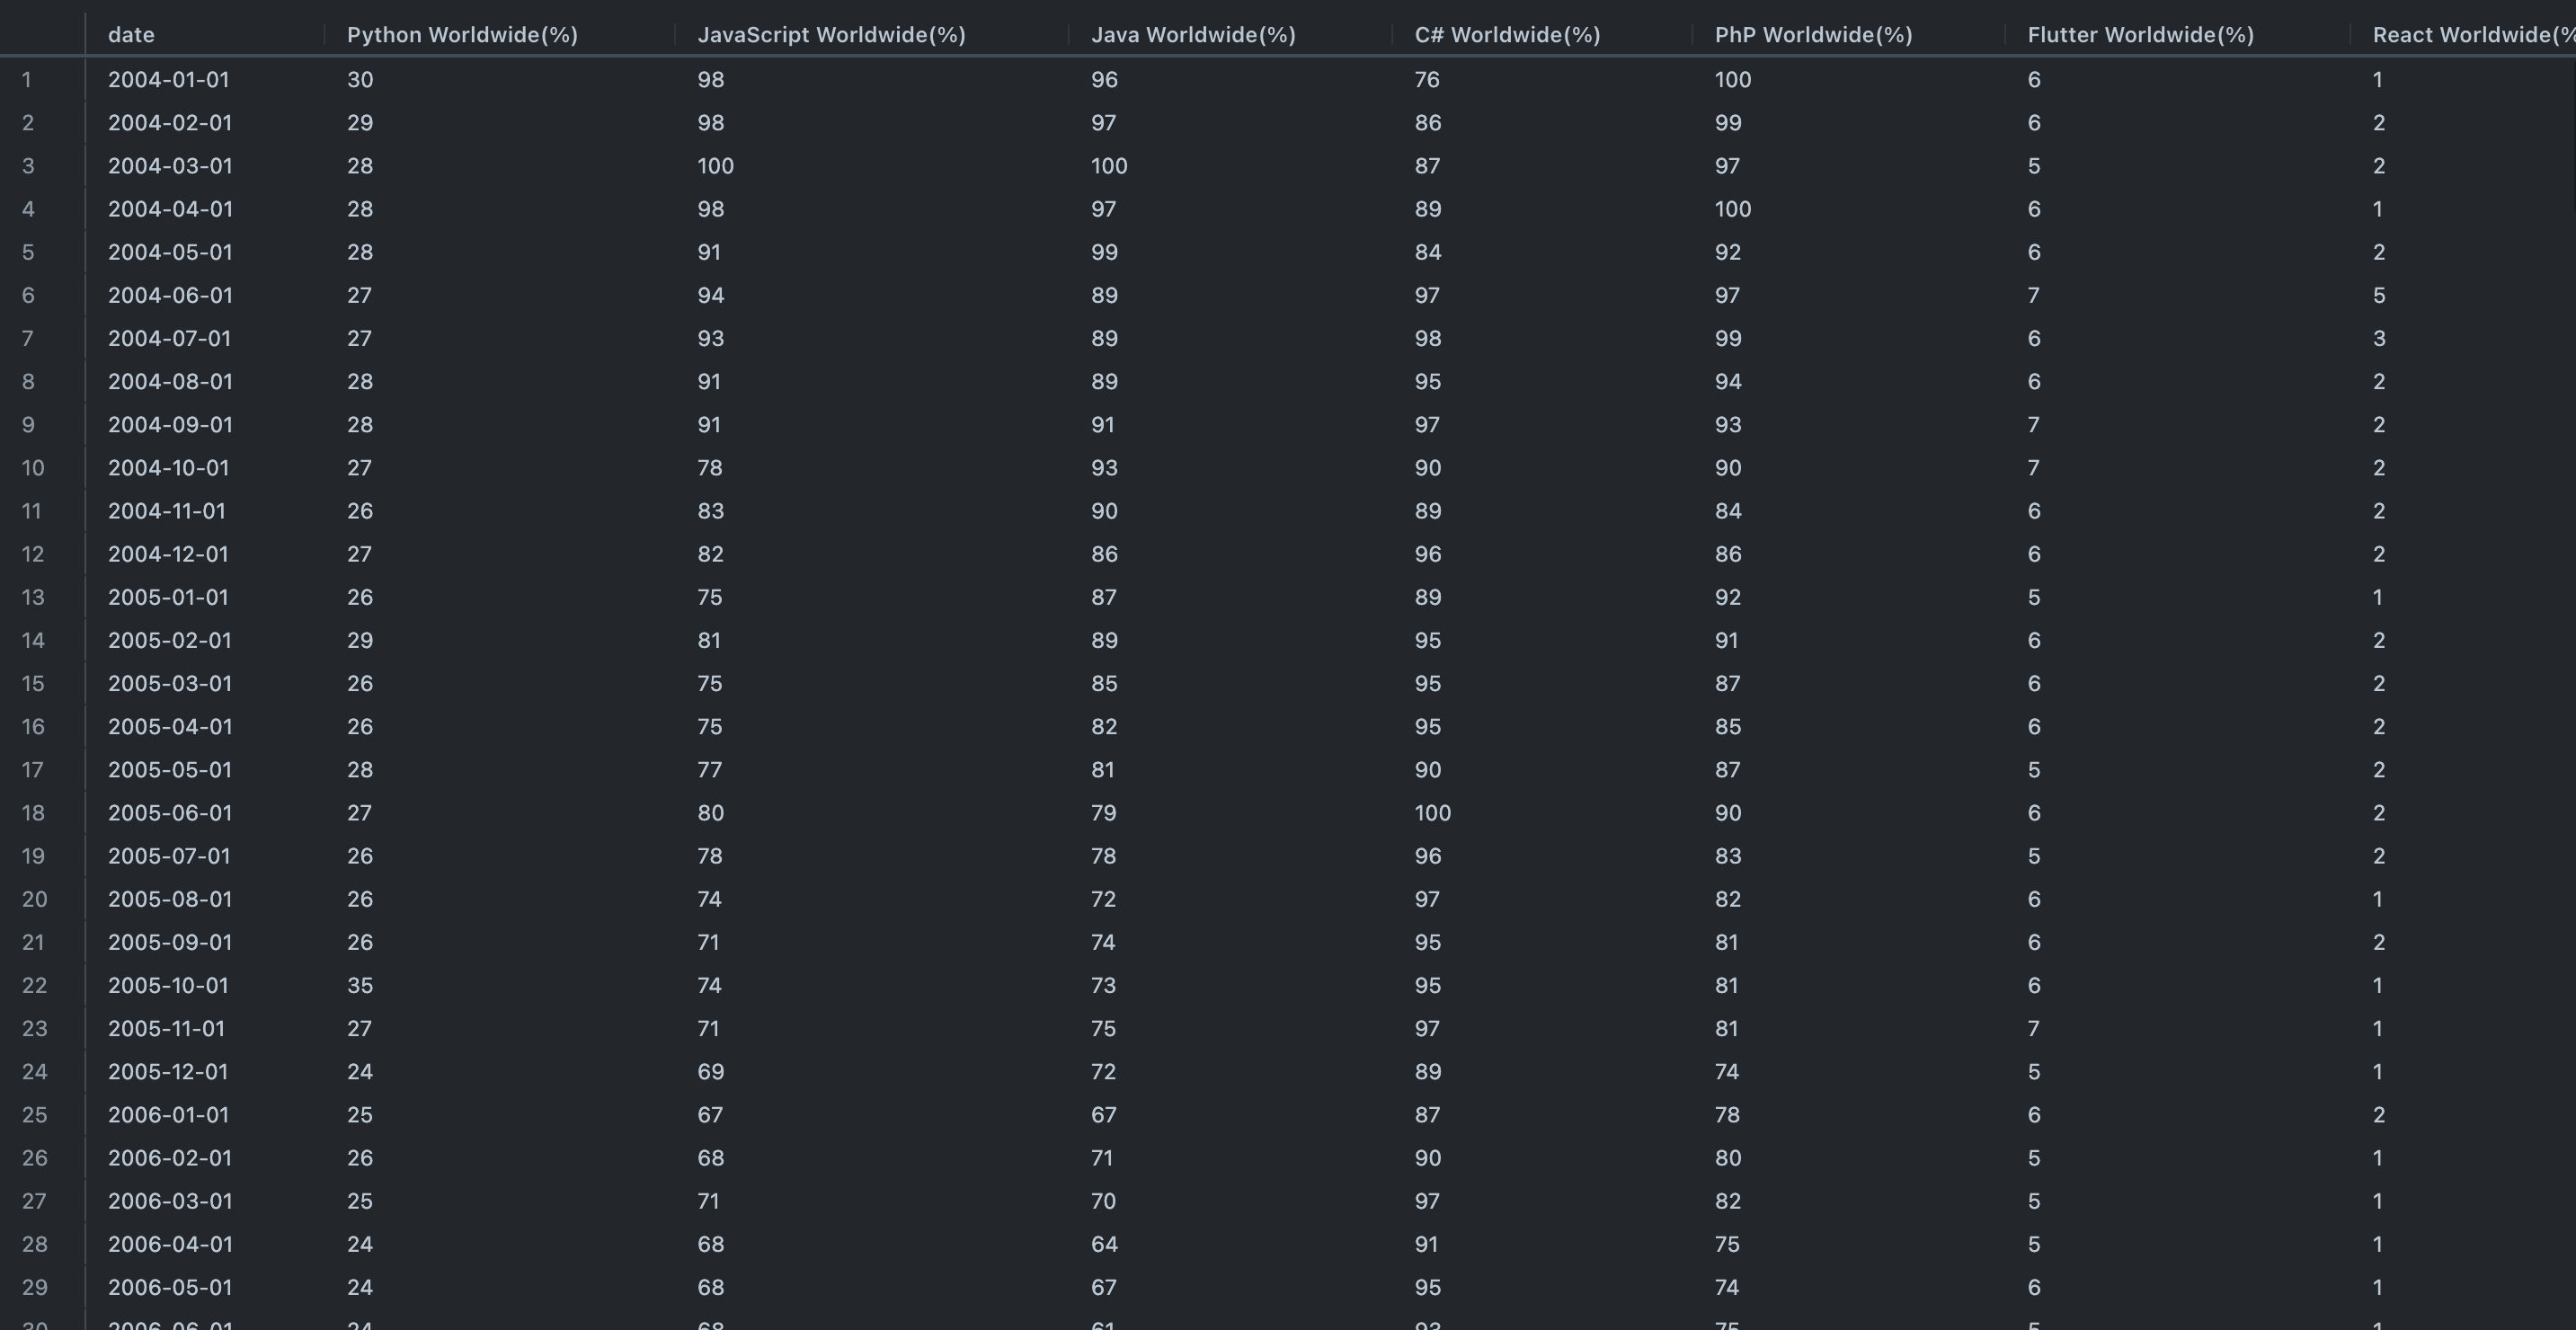 date Python Worldwide(%) JavaScript Worldwide(%) Java Worldwide(%) C# Worldwide(%) PhP Worldwide(%) Flutter Worldwide(%) React Worldwide(%
1 2004-01-01 30 98 96 76 100 6 1
2 2004-02-01 29 98 97 86 99 6 2
3 2004-03-01 28 100 100 87 97 5 2
4 2004-04-01 28 98 97 89 100 6 1
5 2004-05-01 28 91 99 84 92 6 2
6 2004-06-01 27 94 89 97 97 7 5
7 2004-07-01 27 93 89 98 99 6 3
8 2004-08-01 28 91 89 95 94 6 2
9 2004-09-01 28 91 91 97 93 7 2
10 2004-10-01 27 78 93 90 90 7 2
11 2004-11-01 26 83 90 89 84 6 2
12 2004-12-01 27 82 86 96 86 6 2
13 2005-01-01 26 75 87 89 92 5 1
14 2005-02-01 29 81 89 95 91 6 2
15 2005-03-01 26 75 85 95 87 6 2
16 2005-04-01 26 75 82 95 85 6 2
17 2005-05-01 28 77 81 90 87 5 2
18 2005-06-01 27 80 79 100 90 6 2
19 2005-07-01 26 78 78 96 83 5 2
20 2005-08-01 26 74 72 97 82 6 1
21 2005-09-01 26 71 74 95 81 6 2
22 2005-10-01 35 74 73 95 81 6 1
23 2005-11-01 27 71 75 97 81 7 1
24 2005-12-01 24 69 72 89 74 5 1
25 2006-01-01 25 67 67 87 78 6 2
26 2006-02-01 26 68 71 90 80 5 1
27 2006-03-01 25 71 70 97 82 5 1
28 2006-04-01 24 68 64 91 75 5 1
29 2006-05-01 24 68 67 95 74 6 1
30 2006-06-01 24 68 61 93 75 5 1